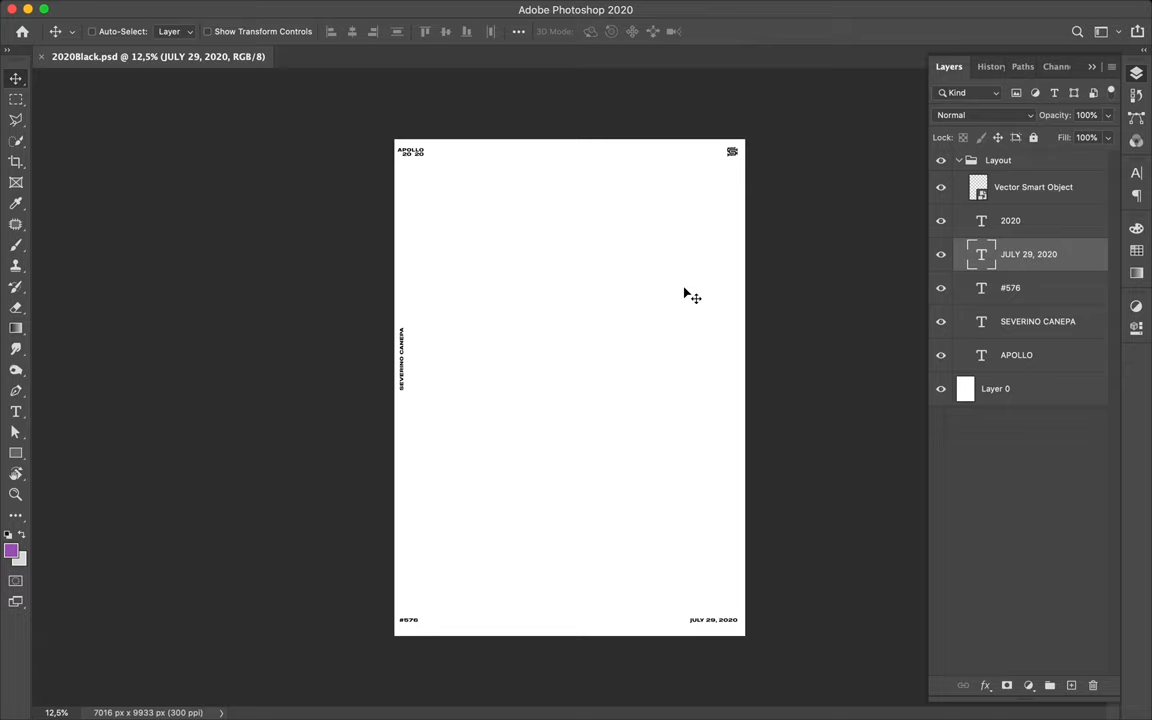 Adobe Photoshop 2020
Auto-Select: Layer Show Transform Controls 3D Mode:
2020Black.psd @ 12,5% (JULY 29, 2020, RGB/8)
Layers History Paths Chann
Kind
Normal Opacity: 100%
Lock: Fill: 100%
Layout
Vector Smart Object
2020
JULY 29, 2020
#576
SEVERINO CANEPA
APOLLO
Layer 0
APOLLO
20 20
SEVERINO CANEPA
#576
JULY 29, 2020
12,5% 7016 px x 9933 px (300 ppi)